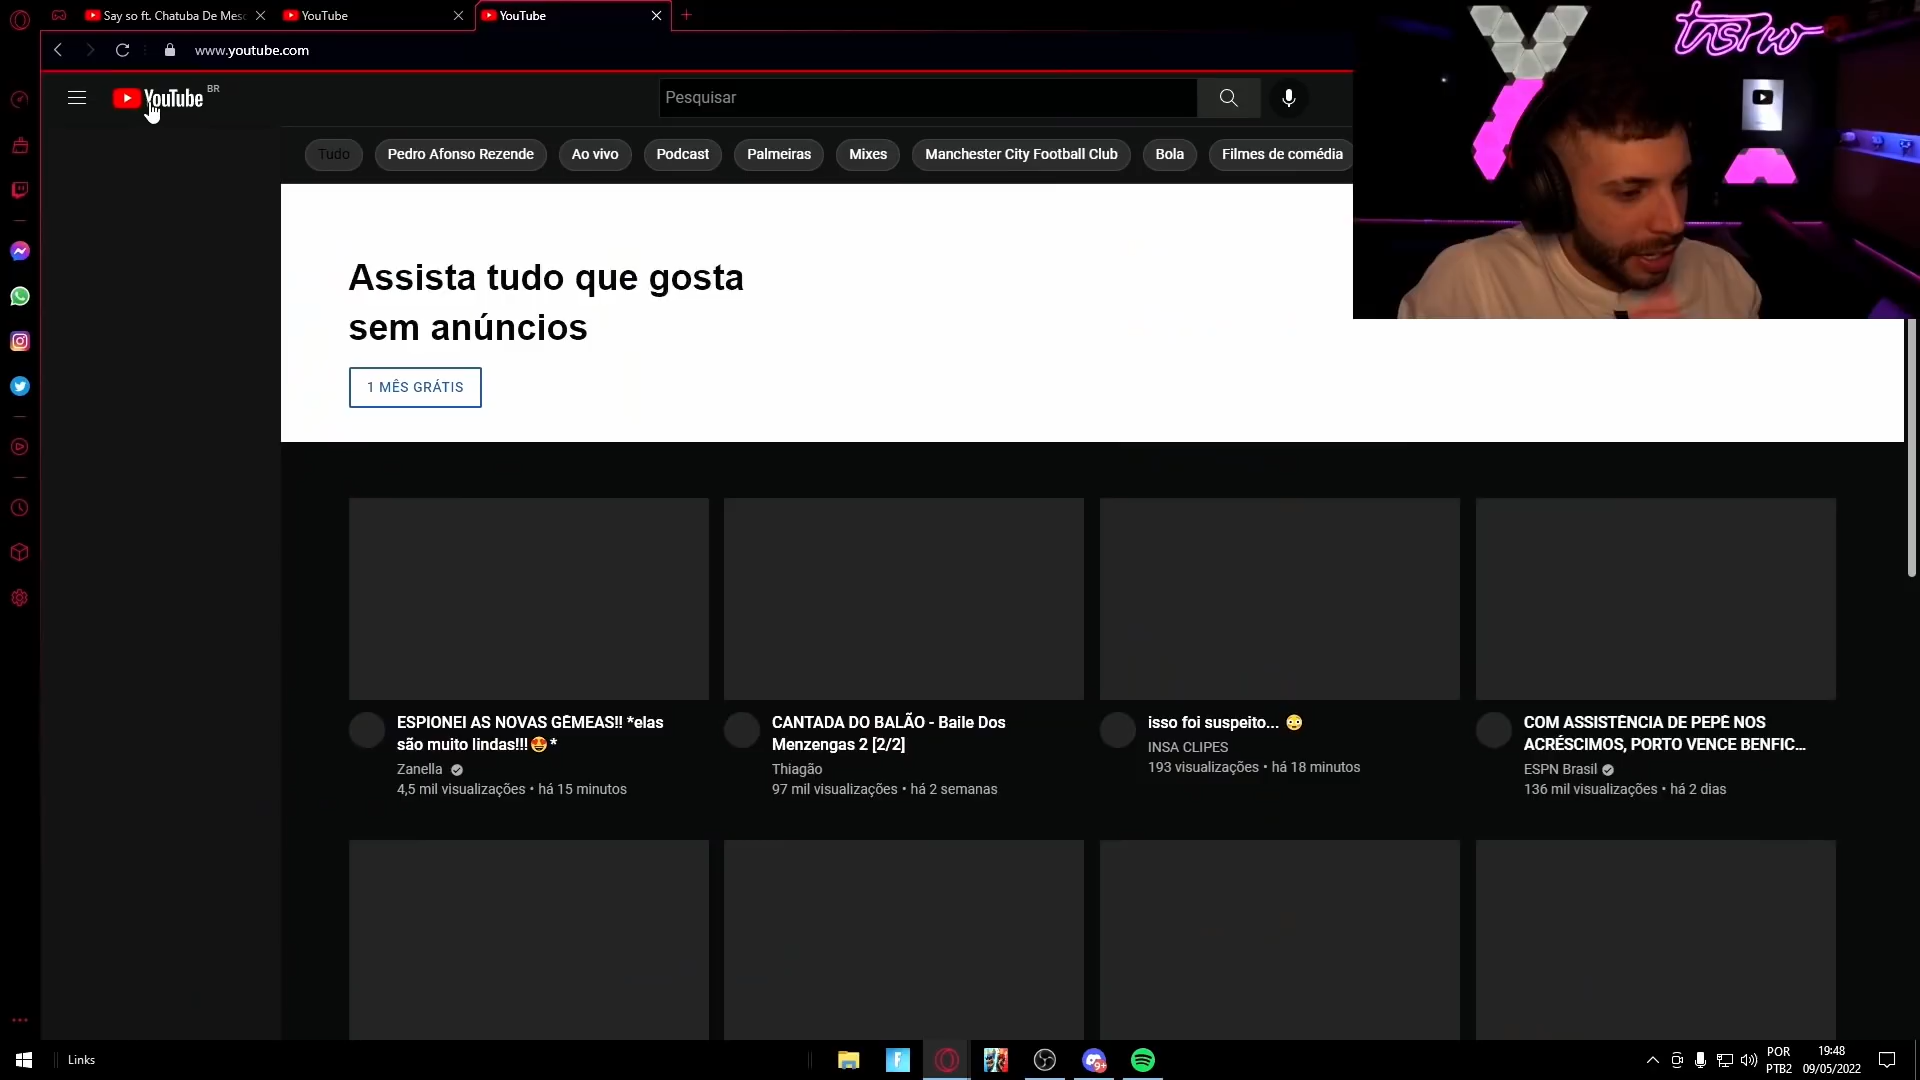 Say so ft. Chatuba De Mesc
YouTube
YouTube
www.youtube.com
YouTube BR
Pesquisar
Tudo
Pedro Afonso Rezende
Ao vivo
Podcast
Palmeiras
Mixes
Manchester City Football Club
Bola
Filmes de comédia
Assista tudo que gosta
sem anúncios
1 MÊS GRÁTIS
ESPIONEI AS NOVAS GÊMEAS!! *elas
são muito lindas!!!🤩*
Zanella
4,5 mil visualizações • há 15 minutos
CANTADA DO BALÃO - Baile Dos
Menzengas 2 [2/2]
Thiagão
97 mil visualizações • há 2 semanas
isso foi suspeito... 😳
INSA CLIPES
193 visualizações • há 18 minutos
COM ASSISTÊNCIA DE PEPÊ NOS
ACRÉSCIMOS, PORTO VENCE BENFIC...
ESPN Brasil
136 mil visualizações • há 2 dias
Links
9+
POR
PTB2
19:48
09/05/2022